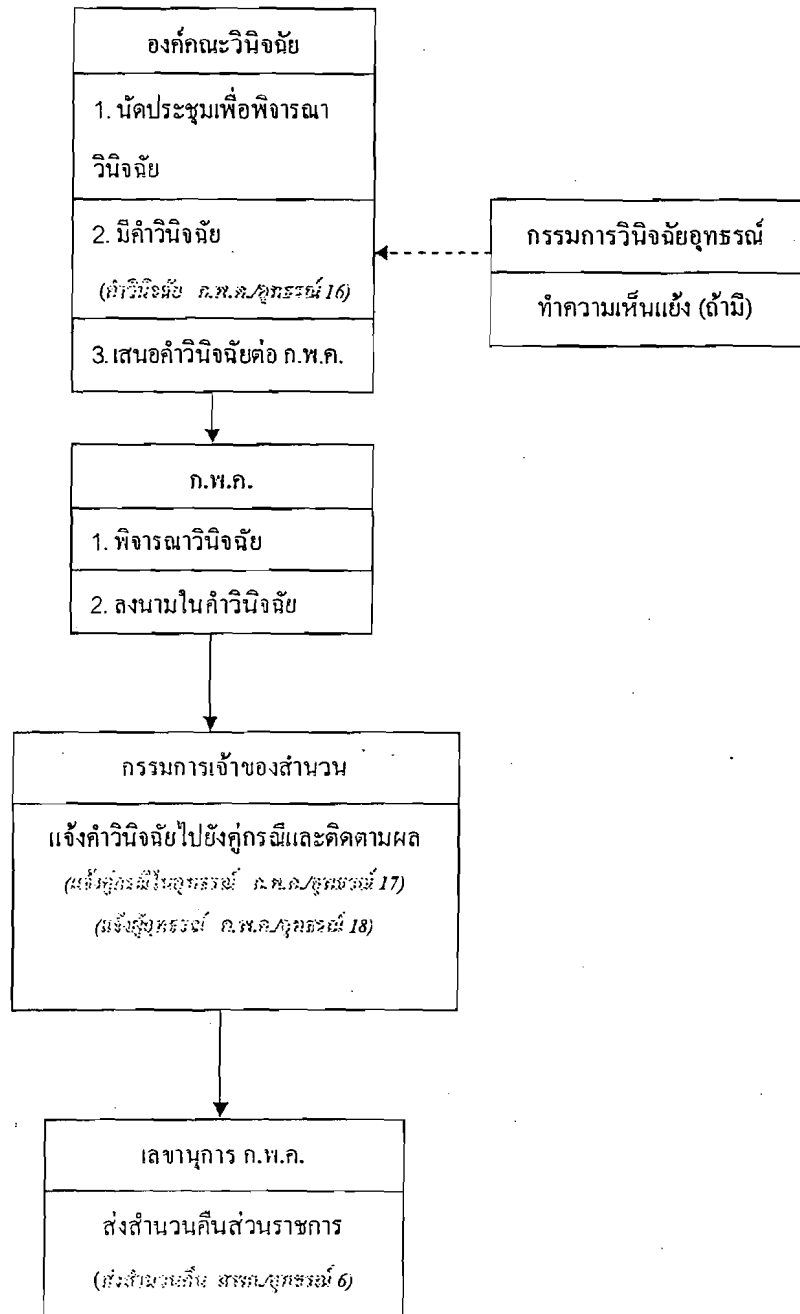 องค์คณะวินิจฉัย
1. นัดประชุมเพื่อพิจารณา
วินิจฉัย
2. มีคำวินิจฉัย
(คำวินิจฉัย ก.พ.ค./อุทธรณ์ 16)
3. เสนอคำวินิจฉัยต่อ ก.พ.ค.
กรรมการวินิจฉัยอุทธรณ์
ทำความเห็นแย้ง (ถ้ามี)
ก.พ.ค.
1. พิจารณาวินิจฉัย
2. ลงนามในคำวินิจฉัย
กรรมการเจ้าของสำนวน
แจ้งคำวินิจฉัยไปยังคู่กรณีและติดตามผล
(แจ้งคู่กรณีในอุทธรณ์ ก.พ.ค./อุทธรณ์ 17)
(แจ้งผู้อุทธรณ์ ก.พ.ค./อุทธรณ์ 18)
เลขานุการ ก.พ.ค.
ส่งสำนวนคืนส่วนราชการ
(ส่งสำนวนคืน สพค./อุทธรณ์ 6)